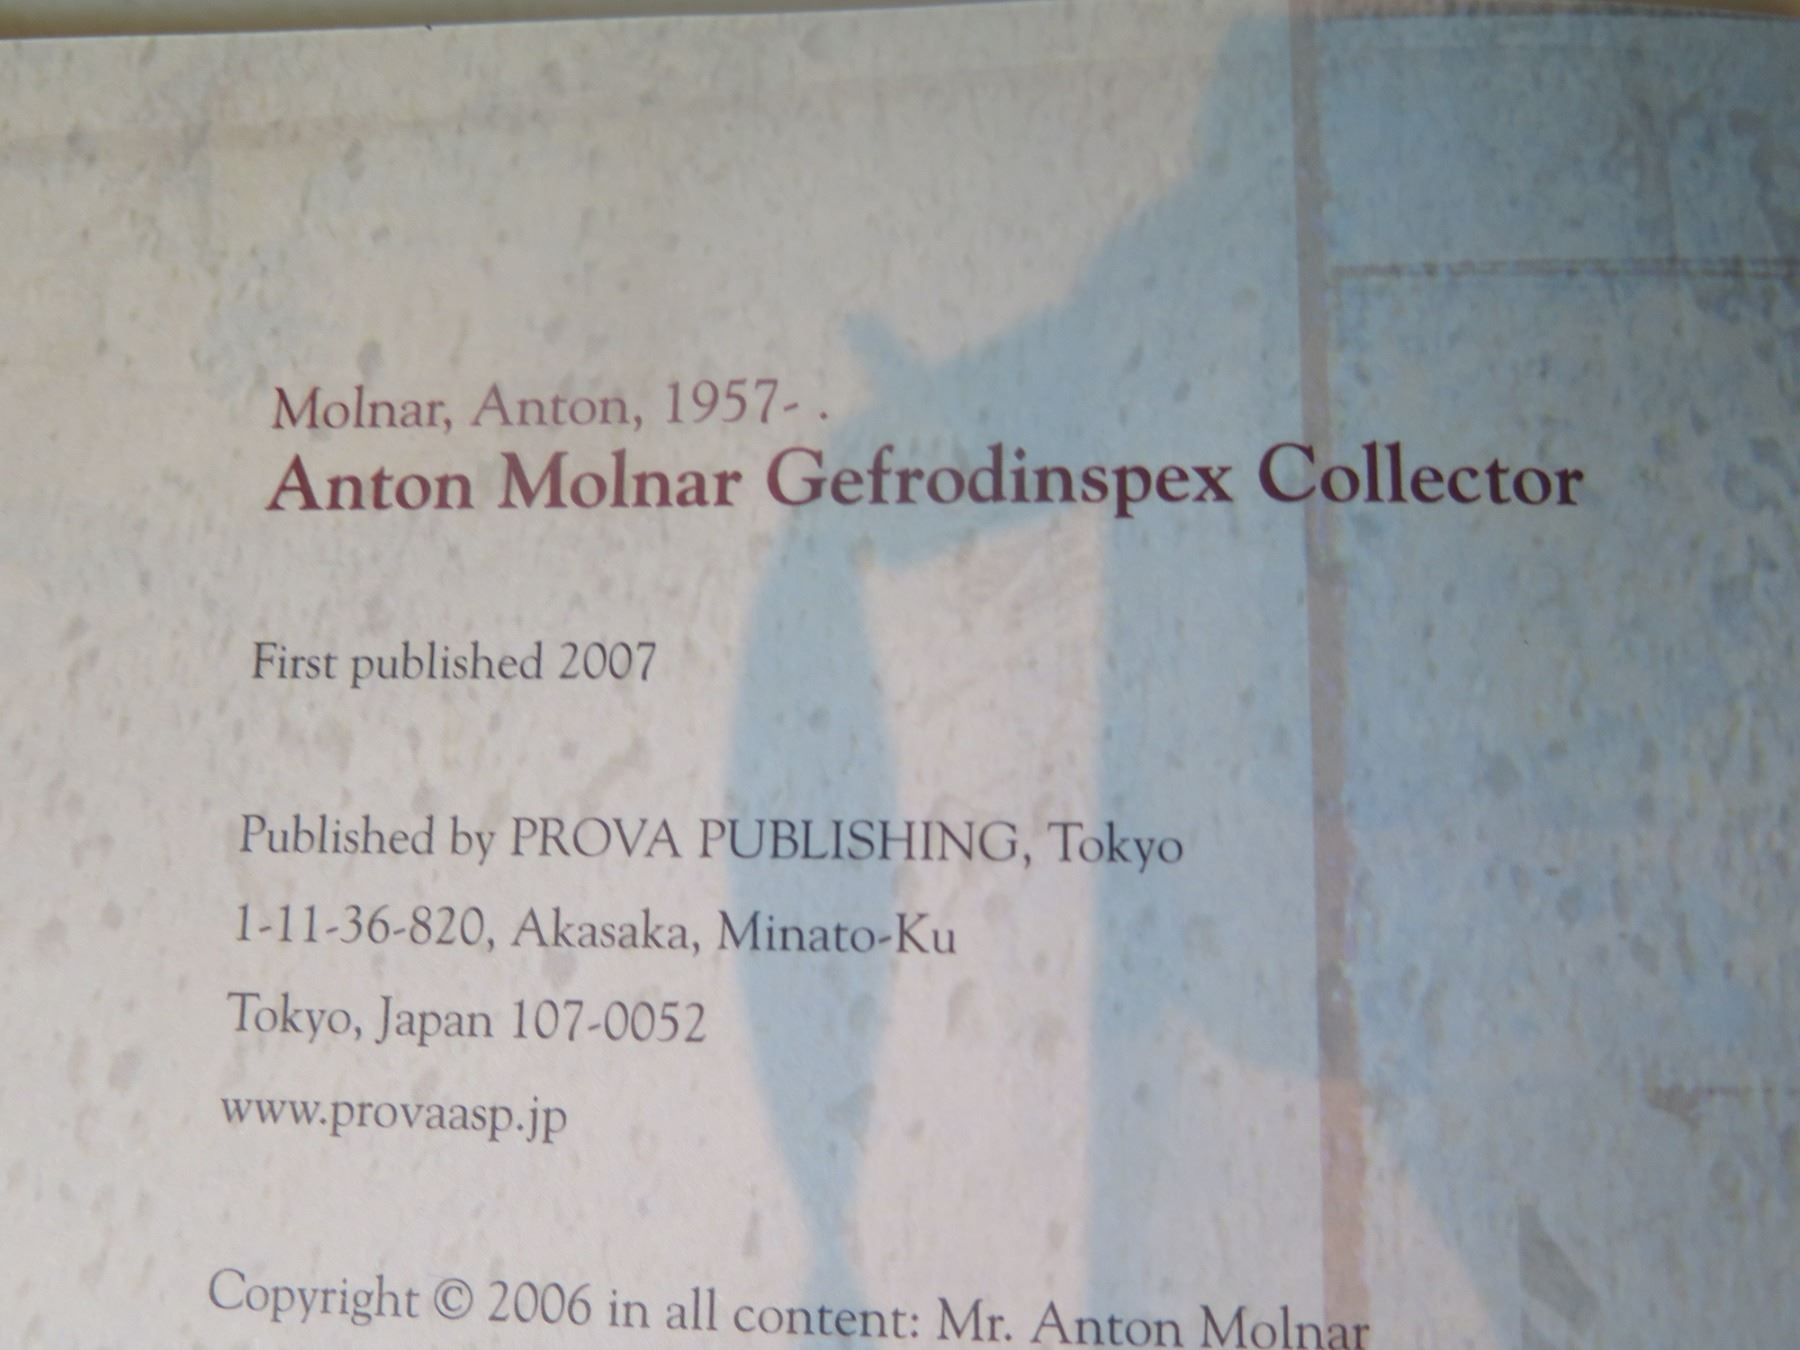 Molnar, Anton, 1957- .
Anton Molnar Gefrodinspex Collector
First published 2007
Published by PROVA PUBLISHING, Tokyo
1-11-36-820, Akasaka, Minato-Ku
Tokyo, Japan 107-0052
www.provaasp.jp
Copyright © 2006 in all content: Mr. Anton Molnar